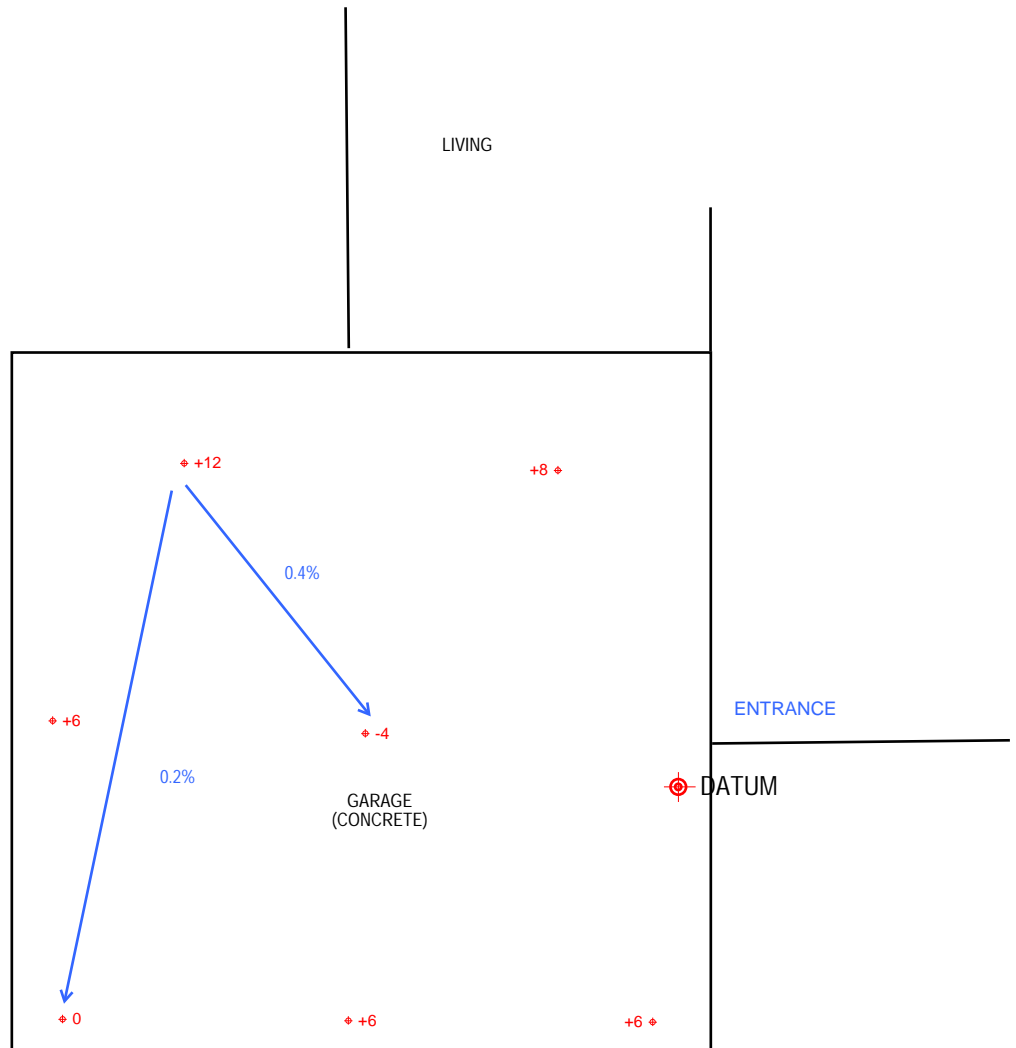 LIVING
+12
+8
0.4%
ENTRANCE
+6
-4
0.2%
DATUM
GARAGE
(CONCRETE)
0
+6
+6